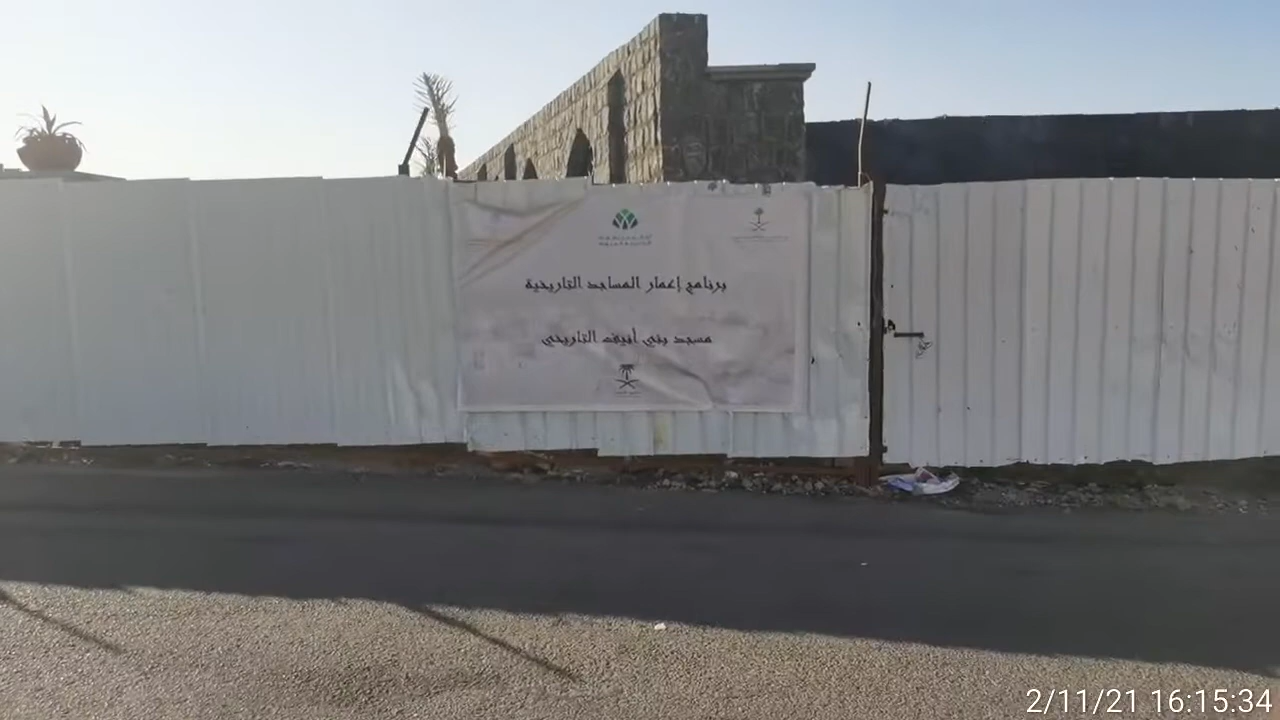 برنامج إعمار المساجد التاريخية
مسجد بني أنيف التاريخي
2/11/21 16:15:34